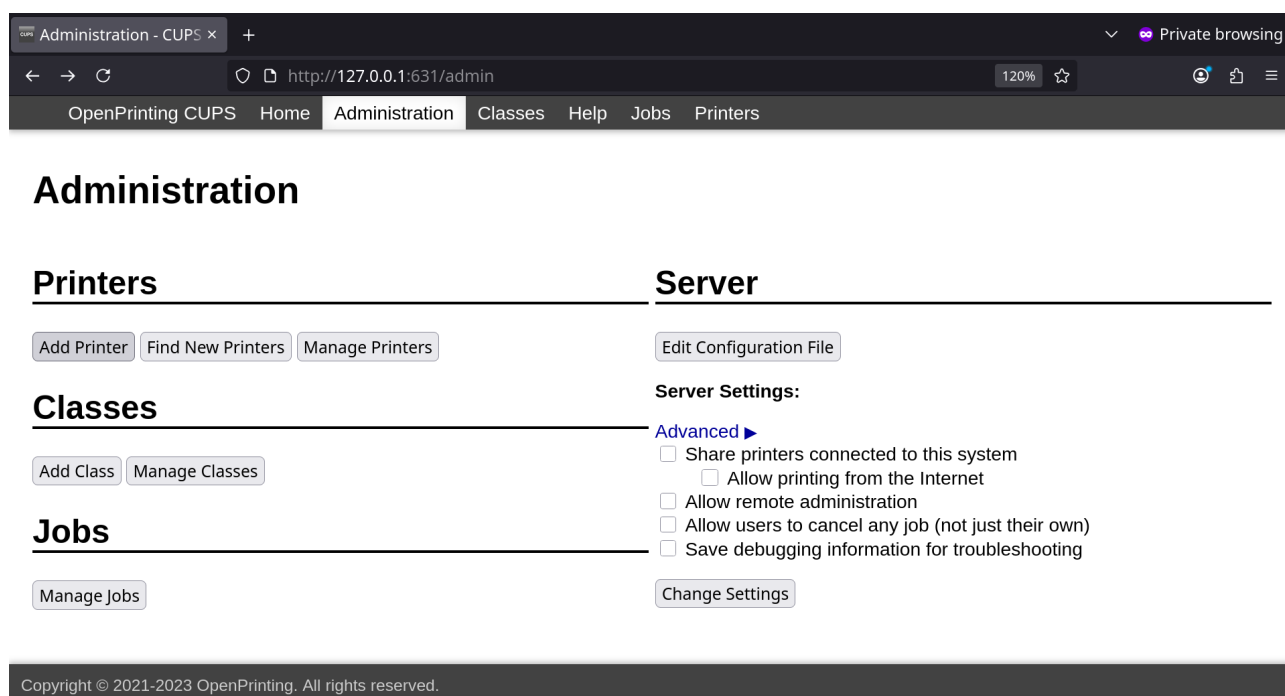 CUPS Administration - CUPS × +
Private browsing
http://127.0.0.1:631/admin 120%
OpenPrinting CUPS Home Administration Classes Help Jobs Printers
Administration
Printers
Add Printer Find New Printers Manage Printers
Classes
Add Class Manage Classes
Jobs
Manage Jobs
Server
Edit Configuration File
Server Settings:
Advanced ▶
Share printers connected to this system
Allow printing from the Internet
Allow remote administration
Allow users to cancel any job (not just their own)
Save debugging information for troubleshooting
Change Settings
Copyright © 2021-2023 OpenPrinting. All rights reserved.